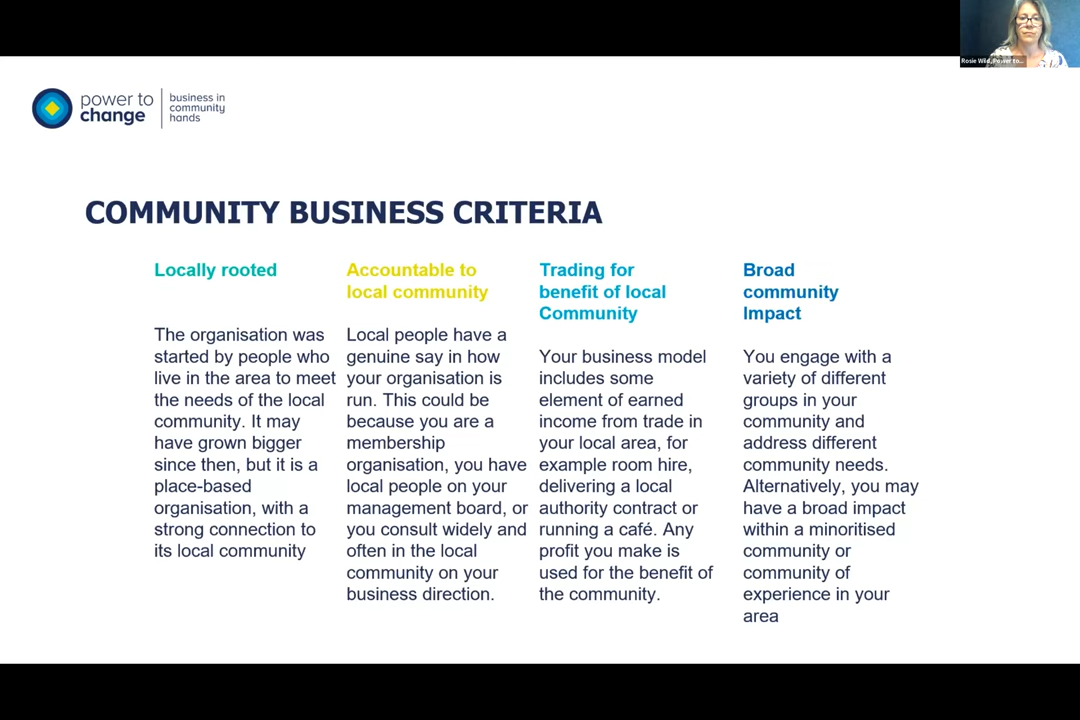 Rosie Wild, Power to...
power to
change
business in
community
hands
COMMUNITY BUSINESS CRITERIA
Locally rooted
The organisation was
started by people who
live in the area to meet
the needs of the local
community. It may
have grown bigger
since then, but it is a
place-based
organisation, with a
strong connection to
its local community
Accountable to
local community
Local people have a
genuine say in how
your organisation is
run. This could be
because you are a
membership
organisation, you have
local people on your
management board, or
you consult widely and
often in the local
community on your
business direction.
Trading for
benefit of local
Community
Your business model
includes some
element of earned
income from trade in
your local area, for
example room hire,
delivering a local
authority contract or
running a café. Any
profit you make is
used for the benefit of
the community.
Broad
community
Impact
You engage with a
variety of different
groups in your
community and
address different
community needs.
Alternatively, you may
have a broad impact
within a minoritised
community or
community of
experience in your
area